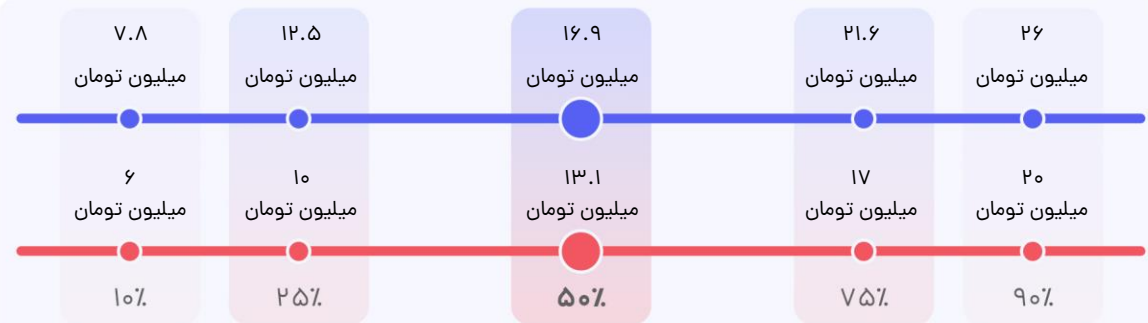 ۷.۸ ۱۲.۵ ۱۶.۹ ۲۱.۶ ۲۶
میلیون تومان میلیون تومان میلیون تومان میلیون تومان میلیون تومان
۶ ۱۰ ۱۳.۱ ۱۷ ۲۰
میلیون تومان میلیون تومان میلیون تومان میلیون تومان میلیون تومان
۱۰٪ ۲۵٪ ۵۰٪ ۷۵٪ ۹۰٪